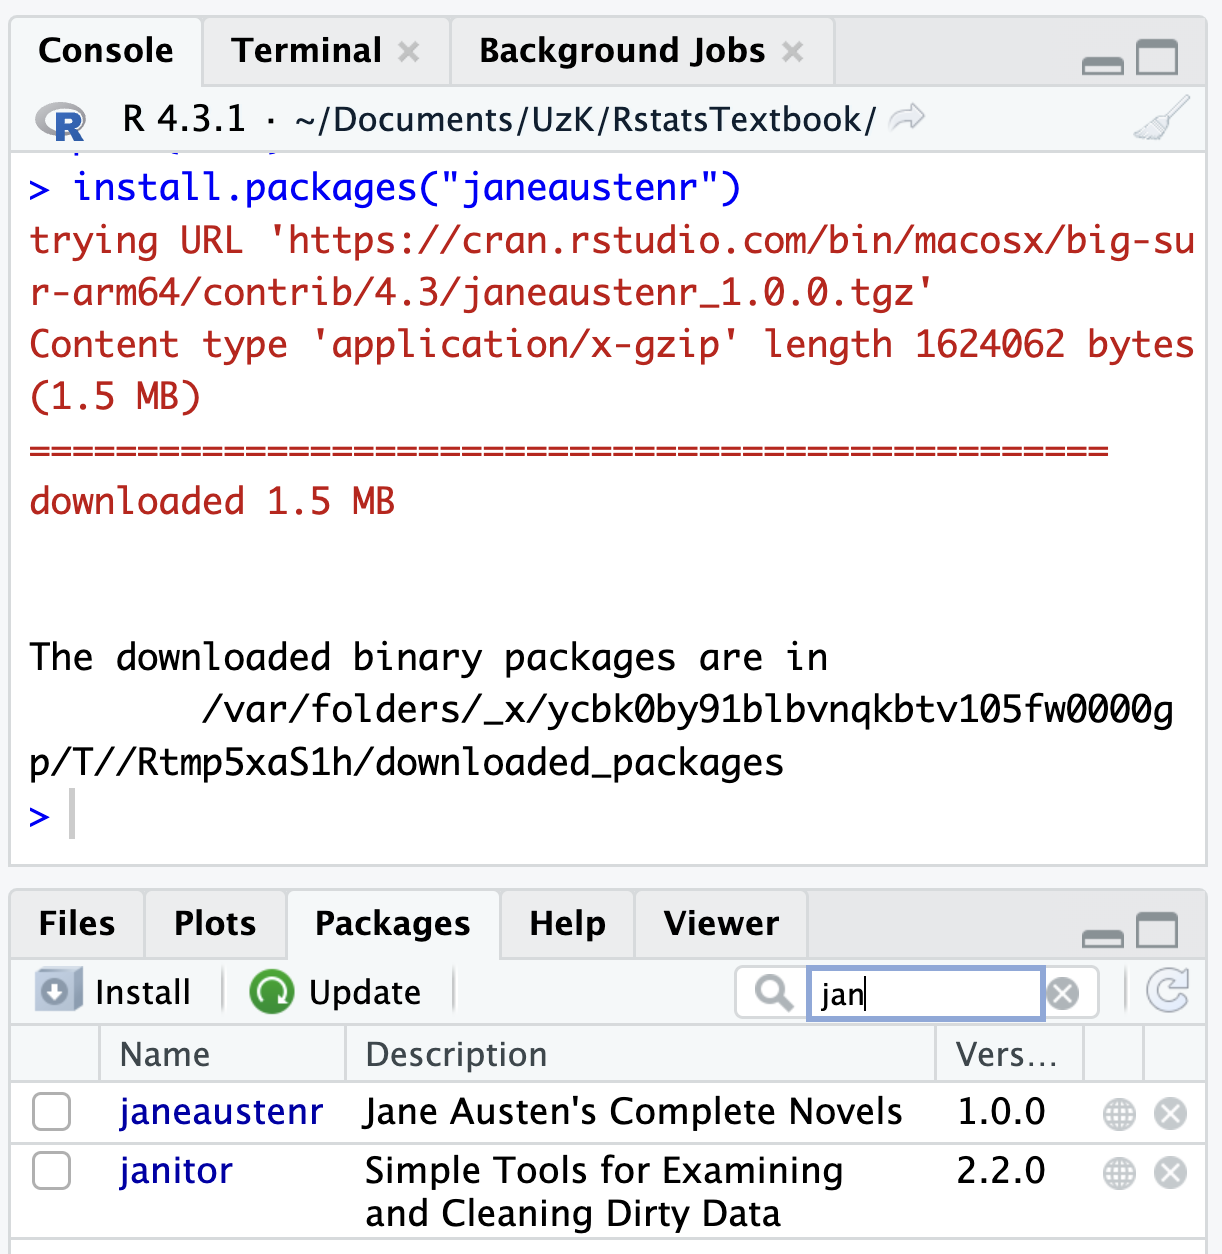 Console Terminal Background Jobs
R 4.3.1 · ~/Documents/UzK/RstatsTextbook/
> install.packages("janeaustenr")
trying URL 'https://cran.rstudio.com/bin/macosx/big-su
r-arm64/contrib/4.3/janeaustenr_1.0.0.tgz'
Content type 'application/x-gzip' length 1624062 bytes
(1.5 MB)
==================================================
downloaded 1.5 MB
The downloaded binary packages are in
/var/folders/_x/ycbk0by91blbvnqkbtv105fw0000g
p/T//Rtmp5xaS1h/downloaded_packages
>
Files Plots Packages Help Viewer
Install Update jan
Name Description Vers...
janeaustenr Jane Austen's Complete Novels 1.0.0
janitor Simple Tools for Examining 2.2.0
and Cleaning Dirty Data